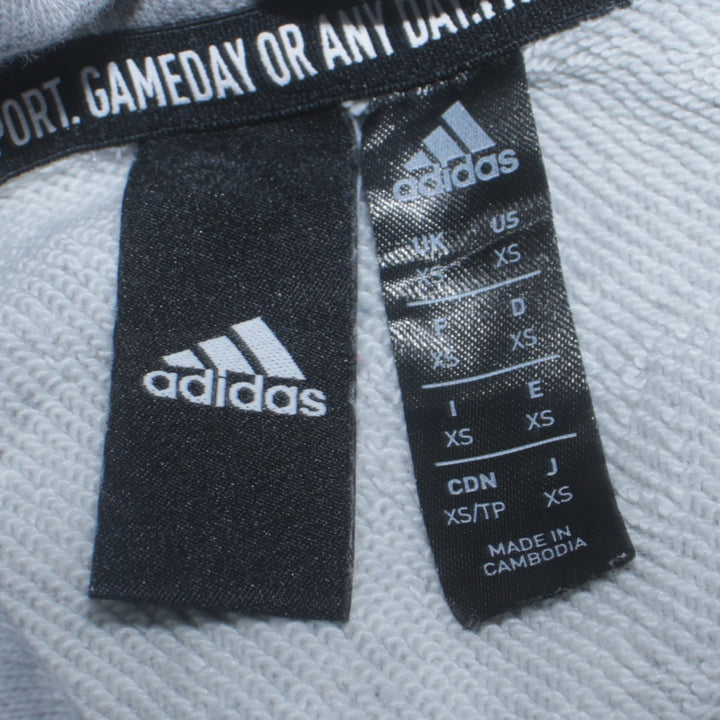 PORT. GAMEDAY OR ANY DAY.
adidas
adidas
UK US
XS XS
F D
XS XS
I E
XS XS
CDN J
XS/TP XS
MADE IN
CAMBODIA